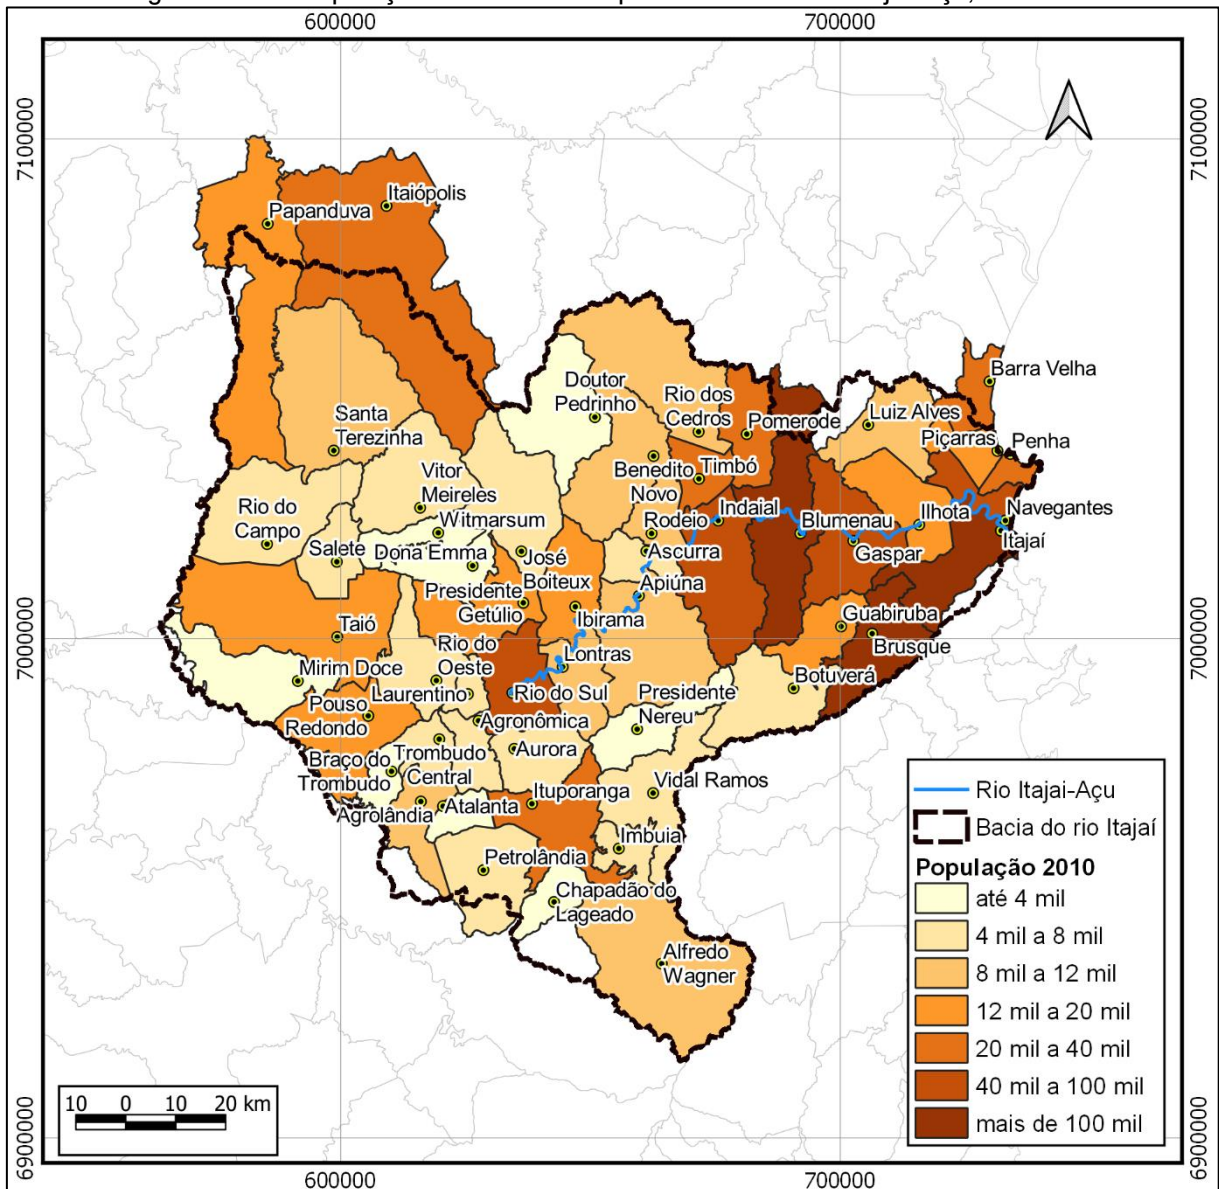 600000
700000
7100000
7100000
Itaiópolis
Papanduva
Barra Velha
Doutor
Pedrinho
Rio dos
Cedros
Luiz Alves
Santa
Terezinha
Pomerode
Piçarras
Penha
Vitor
Meireles
Benedito
Novo
Timbó
Rio do
Campo
Witmarsum
Indaial
Ilhota
Navegantes
Rodeio
Blumenau
Salete
Dona Emma
José
Boiteux
Ascurra
Gaspar
Itajaí
Presidente
Getúlio
Apiúna
Ibirama
Guabiruba
7000000
Taió
Rio do
Oeste
Brusque
7000000
Lontras
Mirim Doce
Laurentino
Rio do Sul
Presidente
Nereu
Botuverá
Pouso
Redondo
Agronômica
Braço do
Trombudo
Trombudo
Central
Aurora
Agrolândia
Atalanta
Ituporanga
Vidal Ramos
Imbuia
Petrolândia
Chapadão do
Lageado
Alfredo
Wagner
Rio Itajai-Açu
Bacia do rio Itajaí
População 2010
até 4 mil
4 mil a 8 mil
8 mil a 12 mil
12 mil a 20 mil
20 mil a 40 mil
40 mil a 100 mil
mais de 100 mil
10 0 10 20 km
6900000
6900000
600000
700000